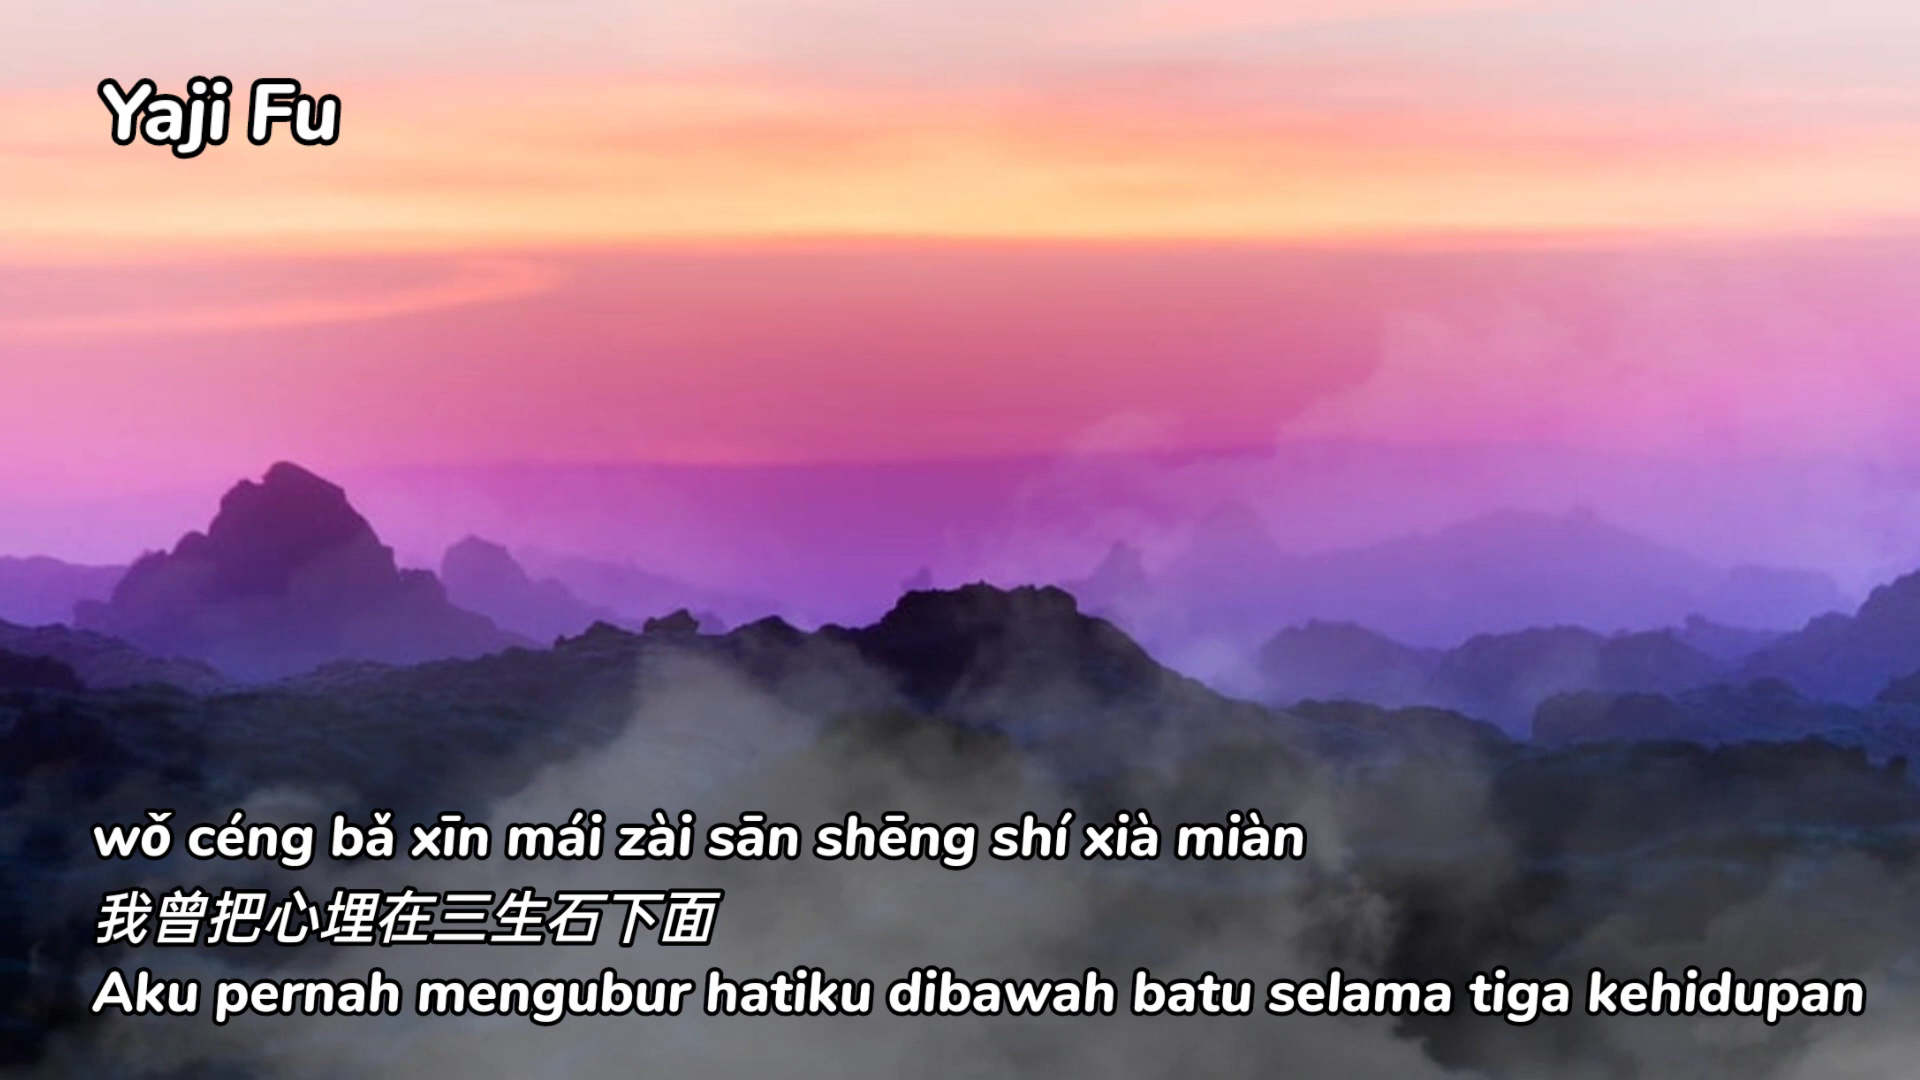 Yaji Fu
wǒ céng bǎ xīn mái zài sān shēng shí xià miàn
我曾把心埋在三生石下面
Aku pernah mengubur hatiku dibawah batu selama tiga kehidupan